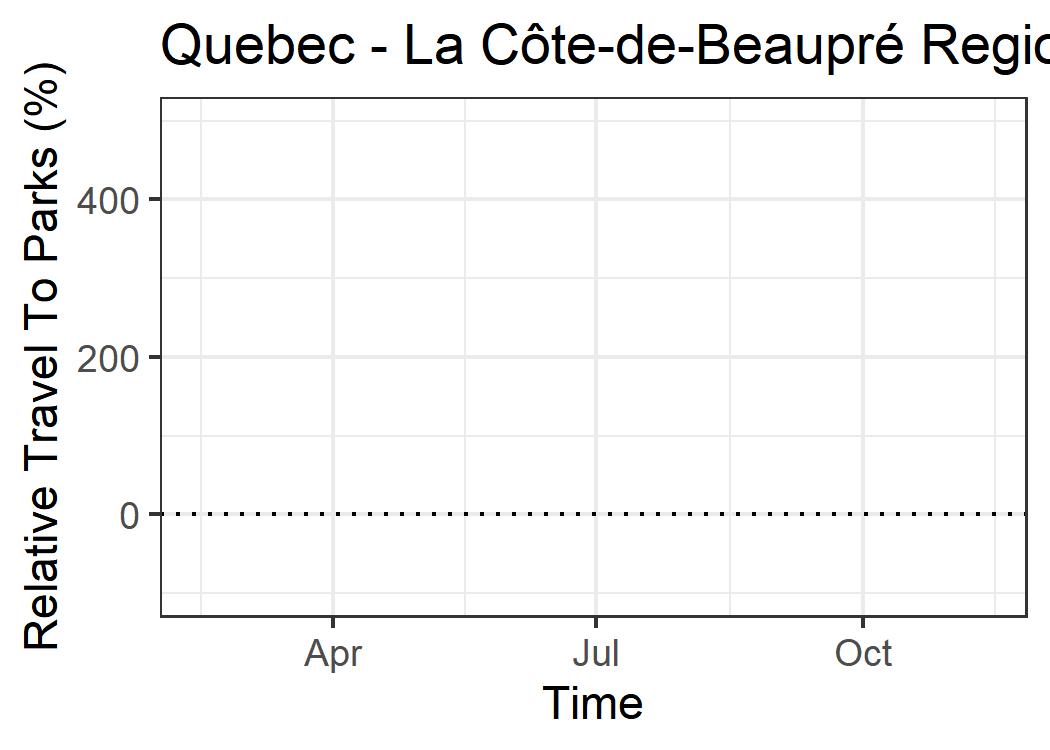 Quebec - La Côte-de-Beaupré Regio
Relative Travel To Parks (%)
400
200
0
Apr Jul Oct
Time